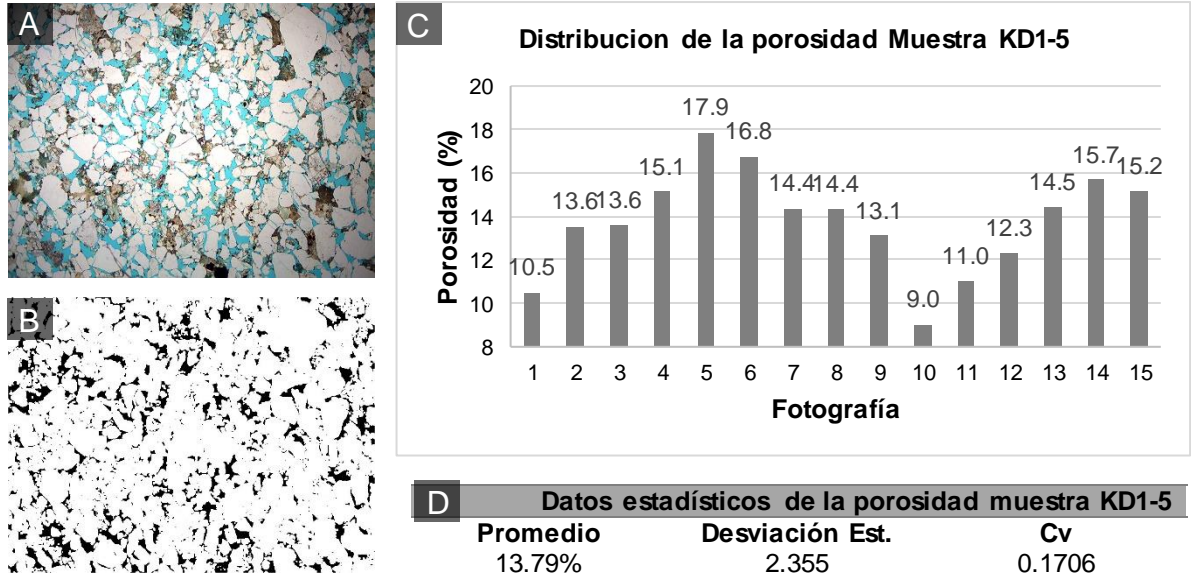 A
B
C
Distribucion de la porosidad Muestra KD1-5
Porosidad (%)
20
18
16
14
12
10
8
10.5
13.6
13.6
15.1
17.9
16.8
14.4
14.4
13.1
9.0
11.0
12.3
14.5
15.7
15.2
1 2 3 4 5 6 7 8 9 10 11 12 13 14 15
Fotografía
D
Datos estadísticos de la porosidad muestra KD1-5
Promedio Desviación Est. Cv
13.79% 2.355 0.1706